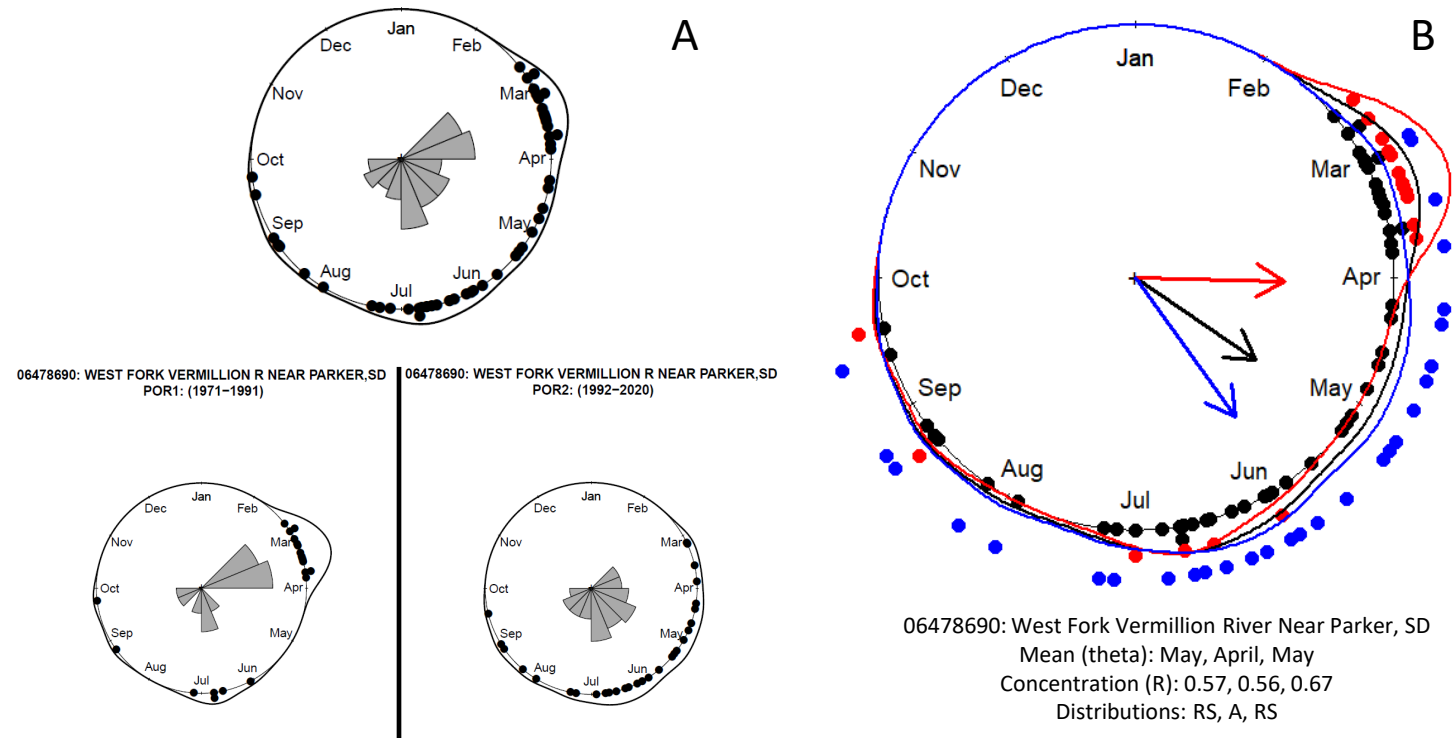 A
Jan
Feb
Mar
Apr
May
Jun
Jul
Aug
Sep
Oct
Nov
Dec
06478690: WEST FORK VERMILLION R NEAR PARKER,SD
POR1: (1971−1991)
Jan
Feb
Mar
Apr
May
Jun
Jul
Aug
Sep
Oct
Nov
Dec
06478690: WEST FORK VERMILLION R NEAR PARKER,SD
POR2: (1992−2020)
Jan
Feb
Mar
Apr
May
Jun
Jul
Aug
Sep
Oct
Nov
Dec
B
Jan
Feb
Mar
Apr
May
Jun
Jul
Aug
Sep
Oct
Nov
Dec
06478690: West Fork Vermillion River Near Parker, SD
Mean (theta): May, April, May
Concentration (R): 0.57, 0.56, 0.67
Distributions: RS, A, RS